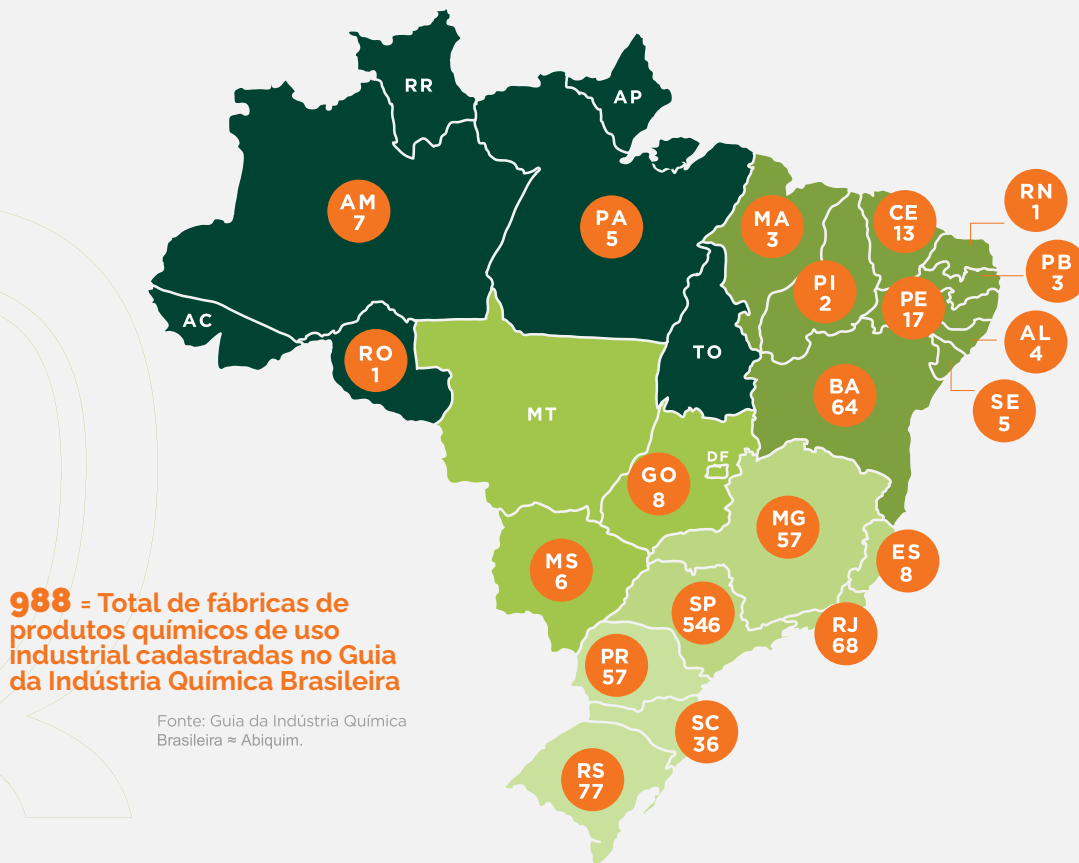 RR
AP
AM
7
PA
5
MA
3
CE
13
RN
1
PI
2
PE
17
PB
3
AC
RO
1
TO
AL
4
BA
64
SE
5
MT
DF
GO
8
MG
57
ES
8
MS
6
SP
546
RJ
68
PR
57
SC
36
RS
77
988 = Total de fábricas de
produtos químicos de uso
industrial cadastradas no Guia
da Indústria Química Brasileira
Fonte: Guia da Indústria Química
Brasileira ≈ Abiquim.